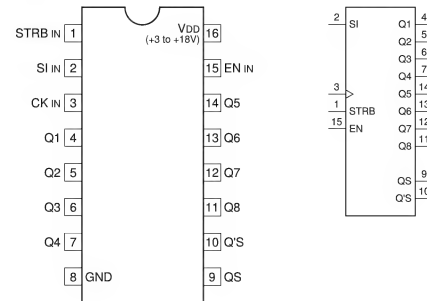 STRB IN 1
SI IN 2
CK IN 3
Q1 4
Q2 5
Q3 6
Q4 7
8 GND
VDD 16
(+3 to +18V)
15 EN IN
14 Q5
13 Q6
12 Q7
11 Q8
10 Q'S
9 QS
2 SI
3
1 STRB
15 EN
Q1 4
Q2 5
Q3 6
Q4 7
Q5 14
Q6 13
Q7 12
Q8 11
QS 9
Q'S 10